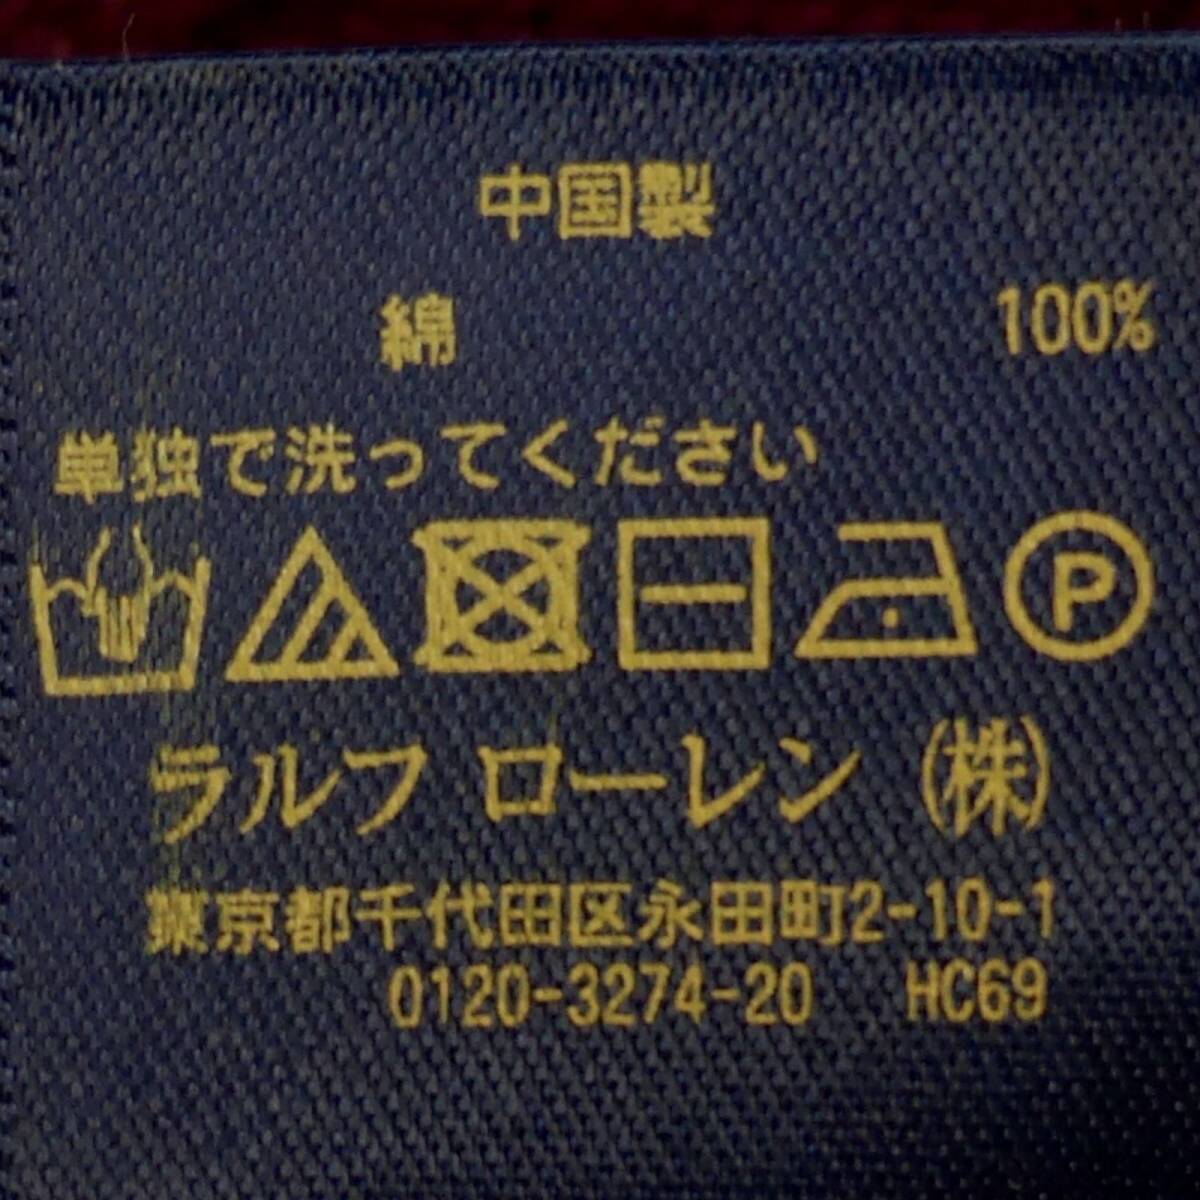 中国製
綿 100%
単独で洗ってください
P
ラルフ ローレン (株)
東京都千代田区永田町2-10-1
0120-3274-20 HC69